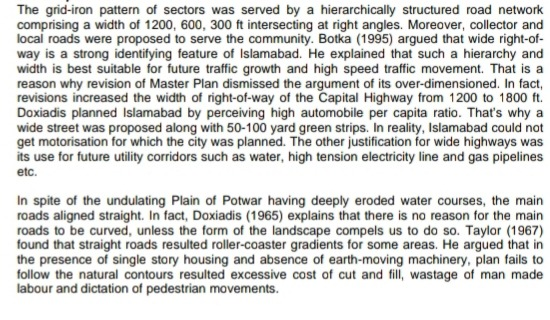 The grid-iron pattern of sectors was served by a hierarchically structured road network
comprising a width of 1200, 600, 300 ft intersecting at right angles. Moreover, collector and
local roads were proposed to serve the community. Botka (1995) argued that wide right-of-
way is a strong identifying feature of Islamabad. He explained that such a hierarchy and
width is best suitable for future traffic growth and high speed traffic movement. That is a
reason why revision of Master Plan dismissed the argument of its over-dimensioned. In fact,
revisions increased the width of right-of-way of the Capital Highway from 1200 to 1800 ft.
Doxiadis planned Islamabad by perceiving high automobile per capita ratio. That's why a
wide street was proposed along with 50-100 yard green strips. In reality, Islamabad could not
get motorisation for which the city was planned. The other justification for wide highways was
its use for future utility corridors such as water, high tension electricity line and gas pipelines
etc.
In spite of the undulating Plain of Potwar having deeply eroded water courses, the main
roads aligned straight. In fact, Doxiadis (1965) explains that there is no reason for the main
roads to be curved, unless the form of the landscape compels us to do so. Taylor (1967)
found that straight roads resulted roller-coaster gradients for some areas. He argued that in
the presence of single story housing and absence of earth-moving machinery, plan fails to
follow the natural contours resulted excessive cost of cut and fill, wastage of man made
labour and dictation of pedestrian movements.